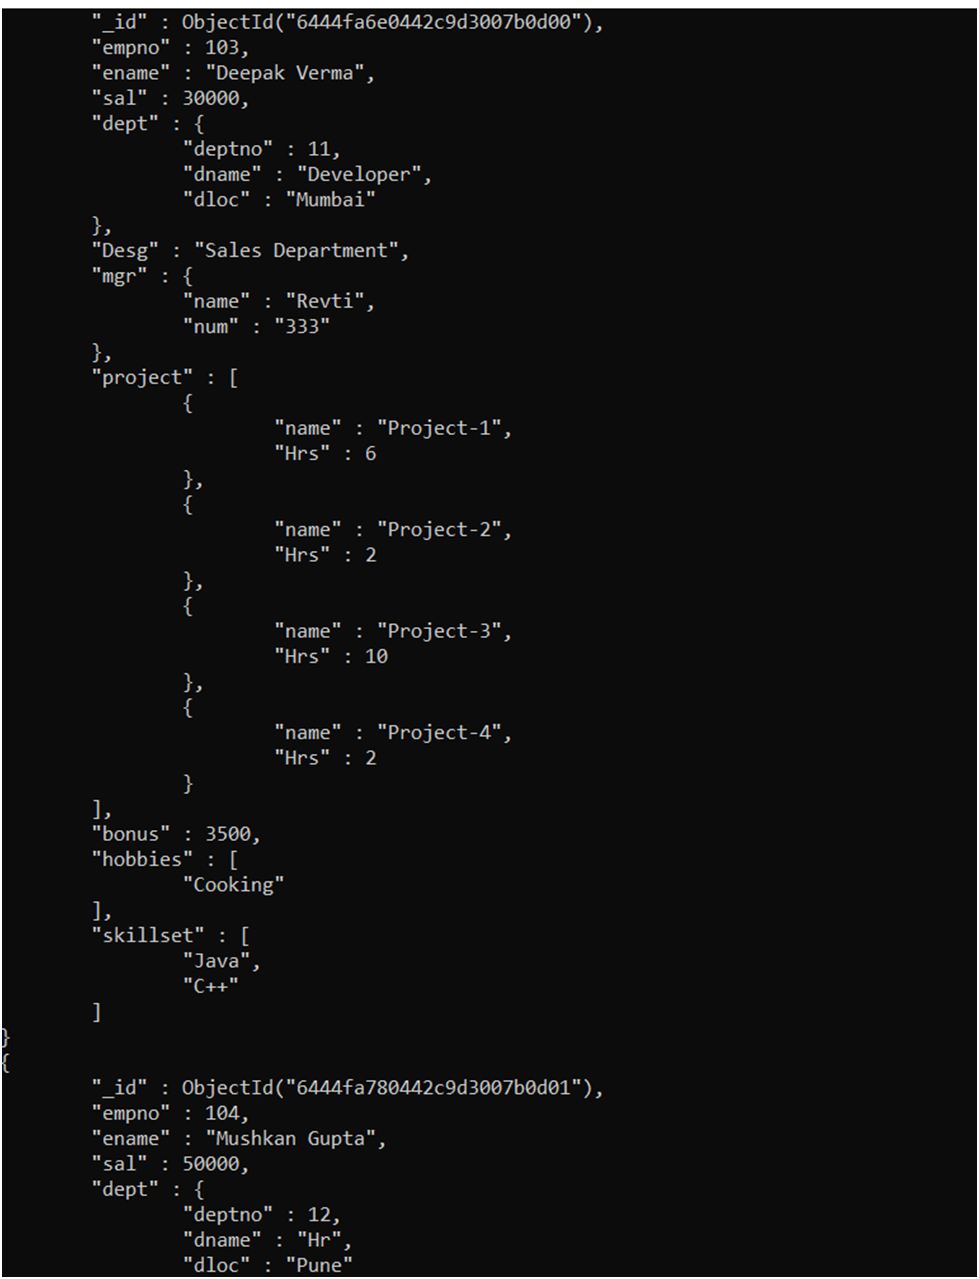 "_id" : ObjectId("6444fa6e0442c9d3007b0d00"),
"empno" : 103,
"ename" : "Deepak Verma",
"sal" : 30000,
"dept" : {
"deptno" : 11,
"dname" : "Developer",
"dloc" : "Mumbai"
},
"Desg" : "Sales Department",
"mgr" : {
"name" : "Revti",
"num" : "333"
},
"project" : [
{
"name" : "Project-1",
"Hrs" : 6
},
{
"name" : "Project-2",
"Hrs" : 2
},
{
"name" : "Project-3",
"Hrs" : 10
},
{
"name" : "Project-4",
"Hrs" : 2
}
],
"bonus" : 3500,
"hobbies" : [
"Cooking"
],
"skillset" : [
"Java",
"C++"
]
}
{
"_id" : ObjectId("6444fa780442c9d3007b0d01"),
"empno" : 104,
"ename" : "Mushkan Gupta",
"sal" : 50000,
"dept" : {
"deptno" : 12,
"dname" : "Hr",
"dloc" : "Pune"